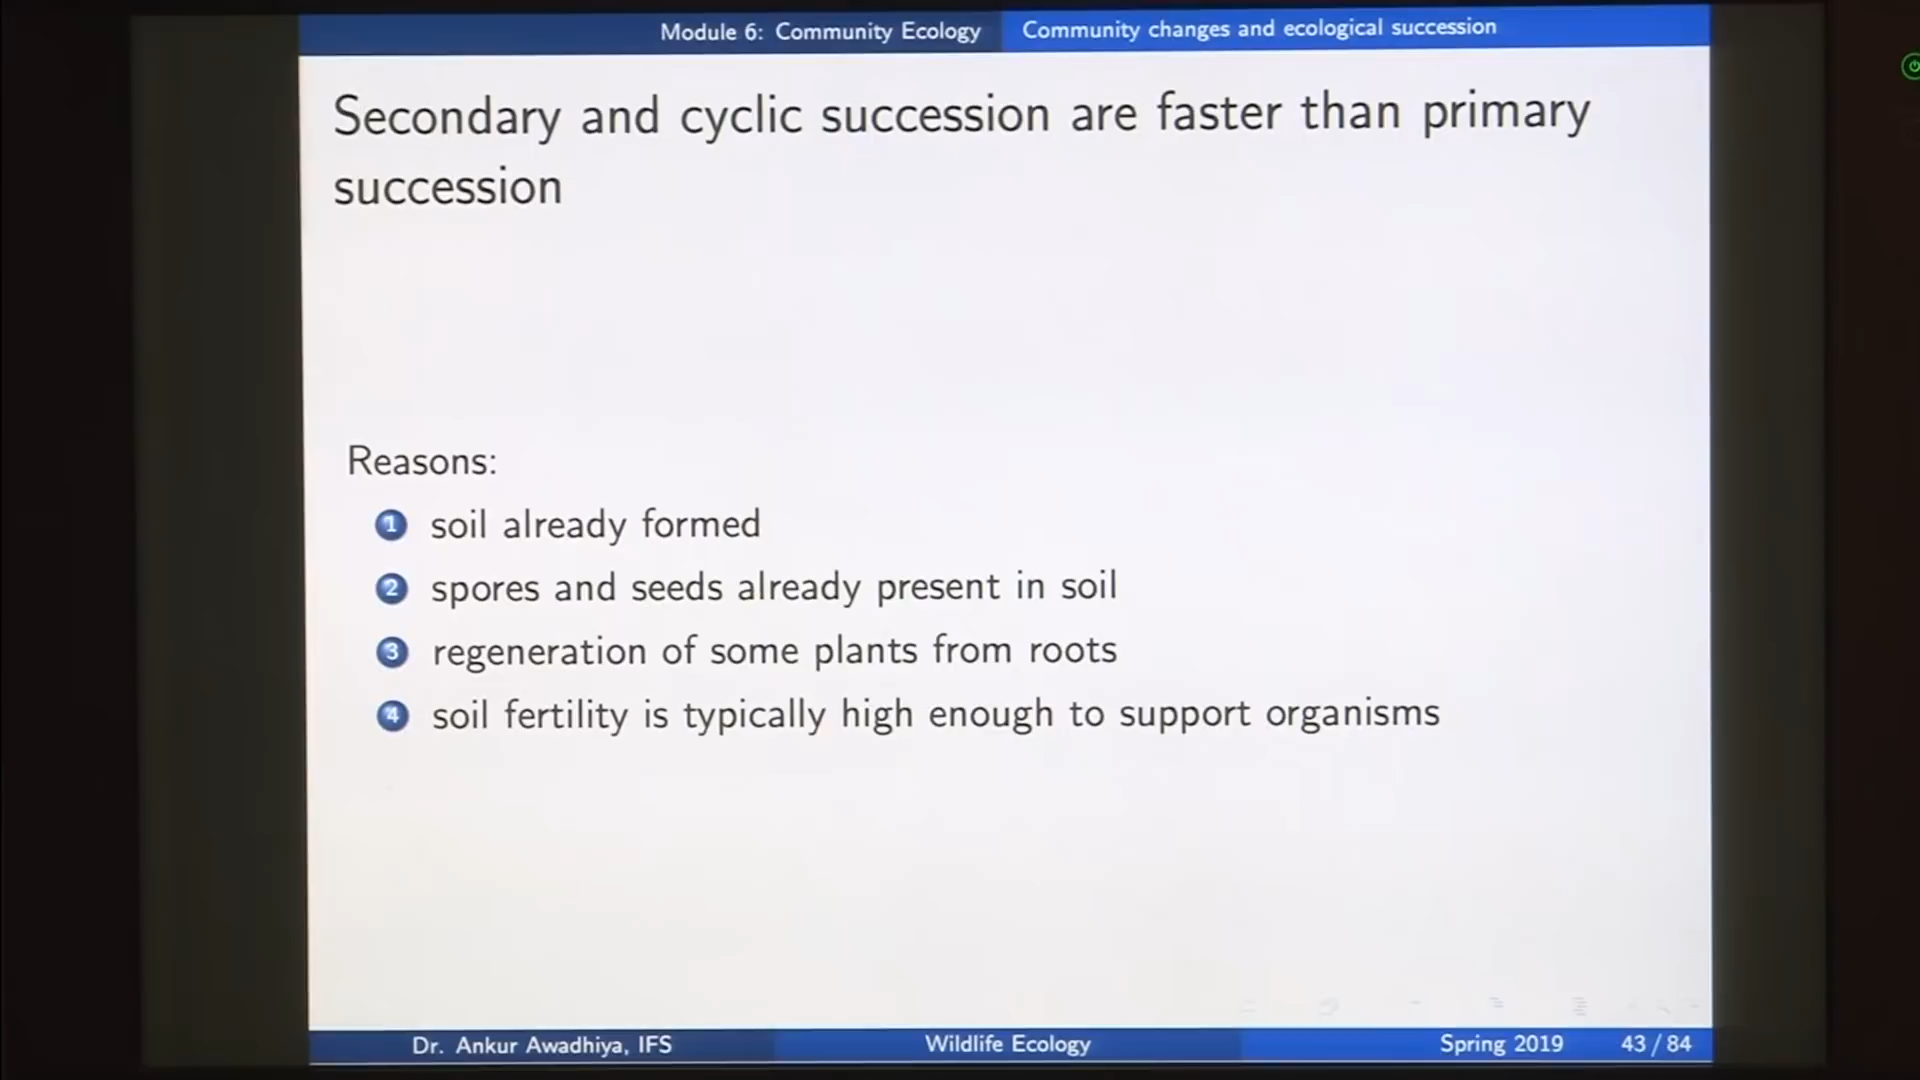 Module 6: Community Ecology Community changes and ecological succession
Secondary and cyclic succession are faster than primary
succession
Reasons:
1 soil already formed
2 spores and seeds already present in soil
3 regeneration of some plants from roots
4 soil fertility is typically high enough to support organisms
Dr. Ankur Awadhiya, IFS Wildlife Ecology Spring 2019 43 / 84